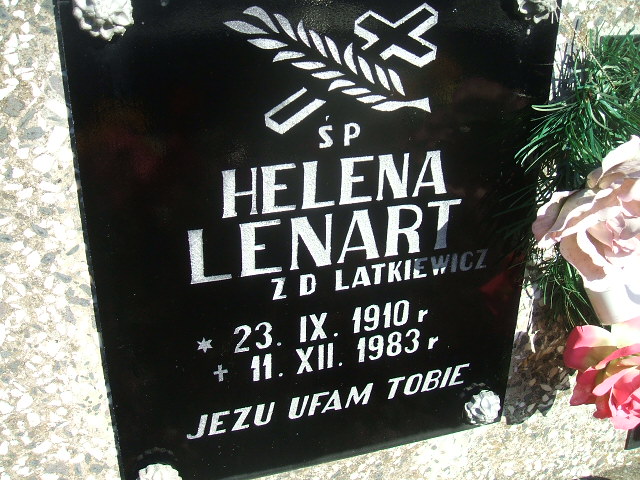 ŚP
HELENA
LENART
Z D LATKIEWICZ
* 23. IX. 1910 r
+ 11. XII. 1983 r
JEZU UFAM TOBIE